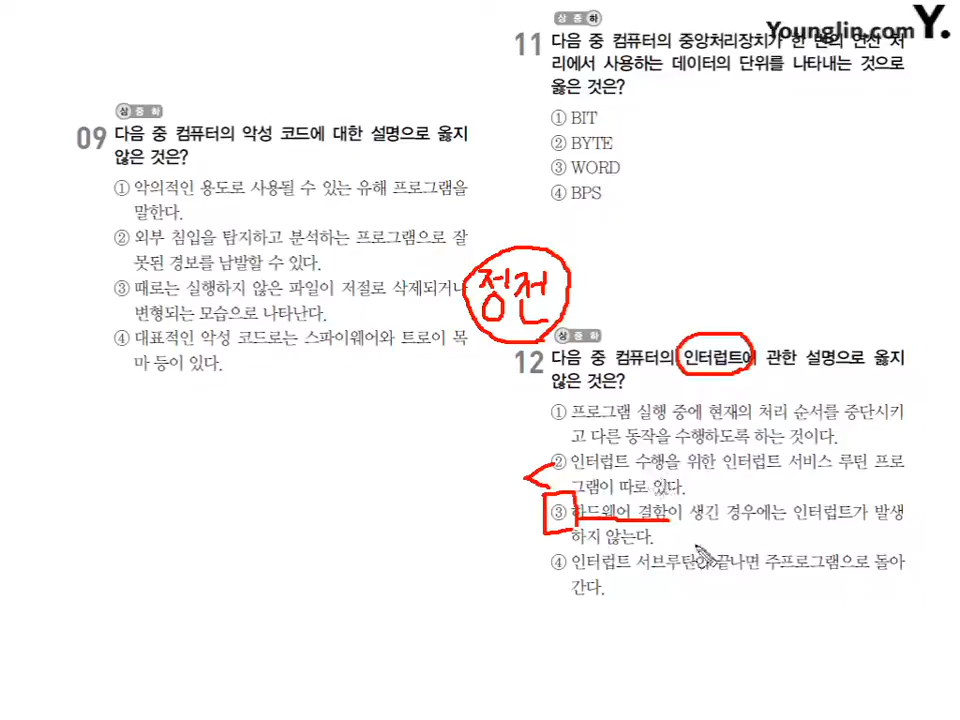 상 중 하
09 다음 중 컴퓨터의 악성 코드에 대한 설명으로 옳지
않은 것은?
① 악의적인 용도로 사용될 수 있는 유해 프로그램을
말한다.
② 외부 침입을 탐지하고 분석하는 프로그램으로 잘
못된 경보를 남발할 수 있다.
③ 때로는 실행하지 않은 파일이 저절로 삭제되거나
변형되는 모습으로 나타난다.
④ 대표적인 악성 코드로는 스파이웨어와 트로이 목
마 등이 있다.
정전
Younglin.com Y.
상 중 하
11 다음 중 컴퓨터의 중앙처리장치가 한 번의 연산 처
리에서 사용하는 데이터의 단위를 나타내는 것으로
옳은 것은?
① BIT
② BYTE
③ WORD
④ BPS
상 중 하
12 다음 중 컴퓨터의 인터럽트에 관한 설명으로 옳지
않은 것은?
① 프로그램 실행 중에 현재의 처리 순서를 중단시키
고 다른 동작을 수행하도록 하는 것이다.
② 인터럽트 수행을 위한 인터럽트 서비스 루틴 프로
그램이 따로 있다.
③ 하드웨어 결함이 생긴 경우에는 인터럽트가 발생
하지 않는다.
④ 인터럽트 서브루틴이 끝나면 주프로그램으로 돌아
간다.